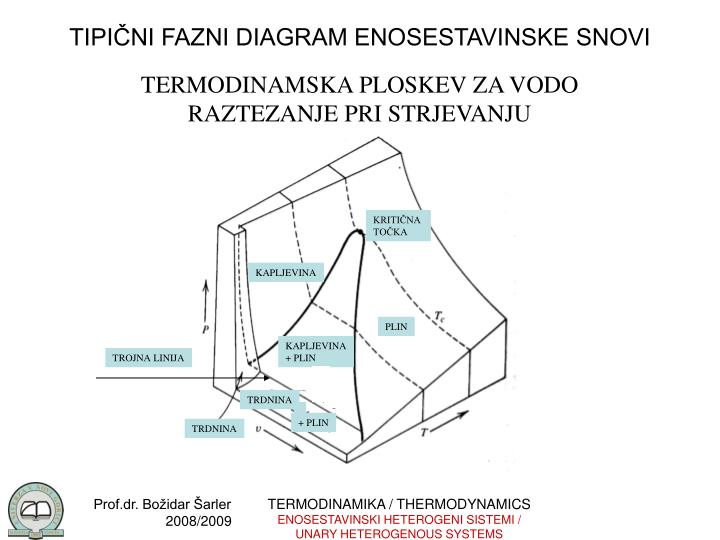 TIPIČNI FAZNI DIAGRAM ENOSESTAVINSKE SNOVI
TERMODINAMSKA PLOSKEV ZA VODO
RAZTEZANJE PRI STRJEVANJU
KRITIČNA
TOČKA
KAPLJEVINA
P
T_c
PLIN
KAPLJEVINA
+ PLIN
TROJNA LINIJA
TRDNINA
+ PLIN
TRDNINA
υ
T
Prof.dr. Božidar Šarler
2008/2009
TERMODINAMIKA / THERMODYNAMICS
ENOSESTAVINSKI HETEROGENI SISTEMI /
UNARY HETEROGENOUS SYSTEMS